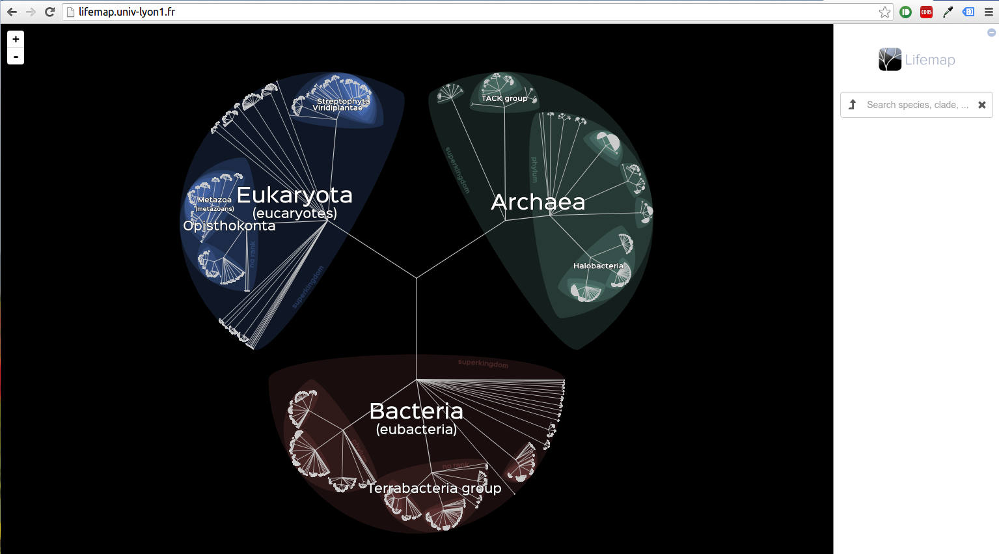 lifemap.univ-lyon1.fr
CORS
+
-
Lifemap
Search species, clade, ...
Streptophyta
Viridiplantae
TACK group
superkingdom
phylum
Metazoa
(metazoans)
Eukaryota
(eucaryotes)
Opisthokonta
no rank
superkingdom
Archaea
Halobacteria
superkingdom
Bacteria
(eubacteria)
phylum
no rank
Terrabacteria group